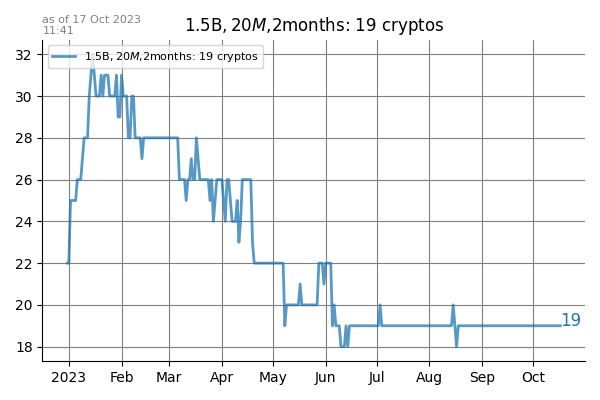 as of 17 Oct 2023
11:41
1.5B, 20M,2months: 19 cryptos
1.5B, 20M,2months: 19 cryptos
32
30
28
26
24
22
20
18
19
2023 Feb Mar Apr May Jun Jul Aug Sep Oct